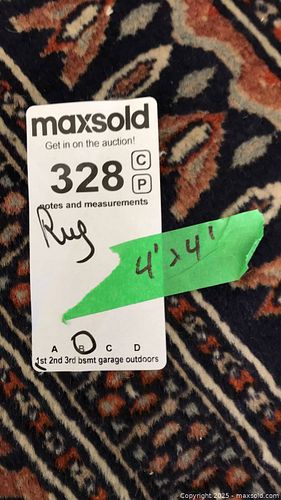 maxsold
Get in on the auction!
328 C
P
notes and measurements
Rug
4' x 4'
A B C D
1st 2nd 3rd bsmt garage outdoors
Copyright © 2025 - maxsold.com